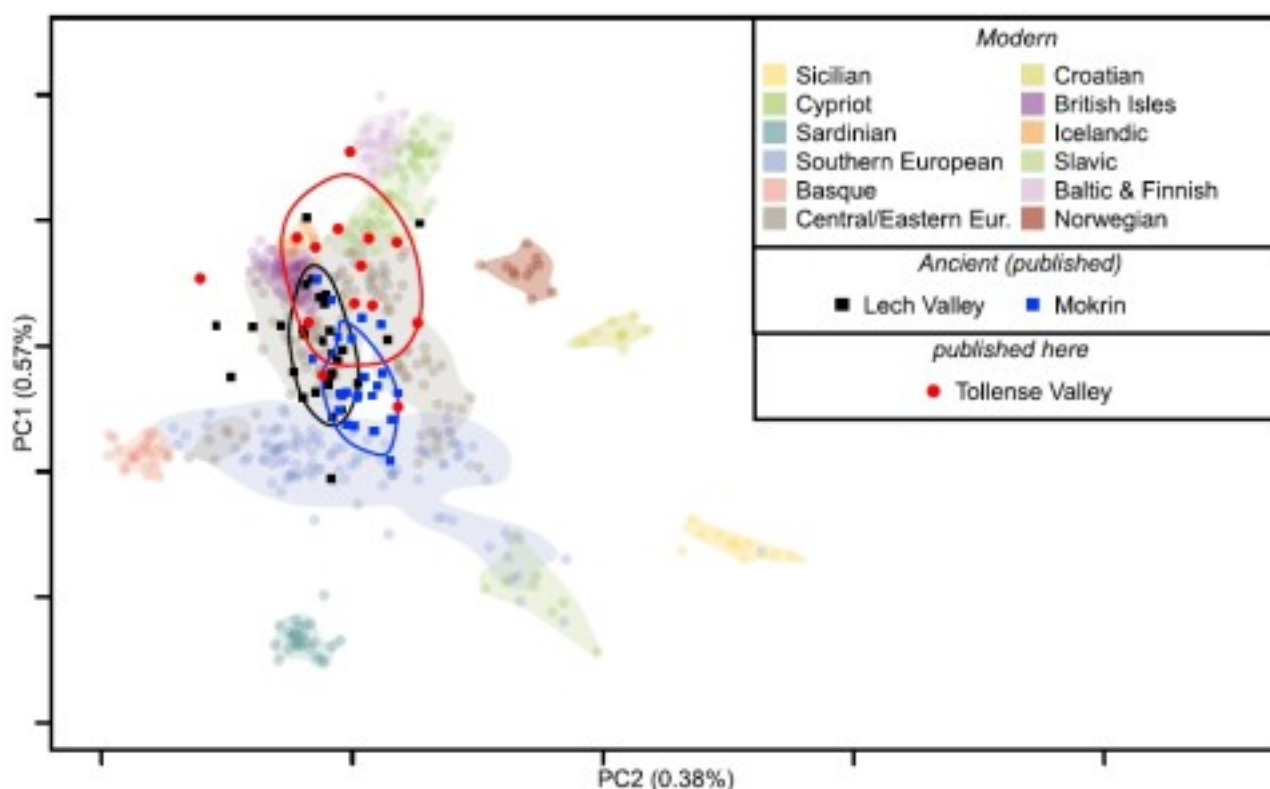 Modern
Sicilian
Cypriot
Sardinian
Southern European
Basque
Central/Eastern Eur.
Croatian
British Isles
Icelandic
Slavic
Baltic & Finnish
Norwegian
Ancient (published)
Lech Valley
Mokrin
published here
Tollense Valley
PC1 (0.57%)
PC2 (0.38%)